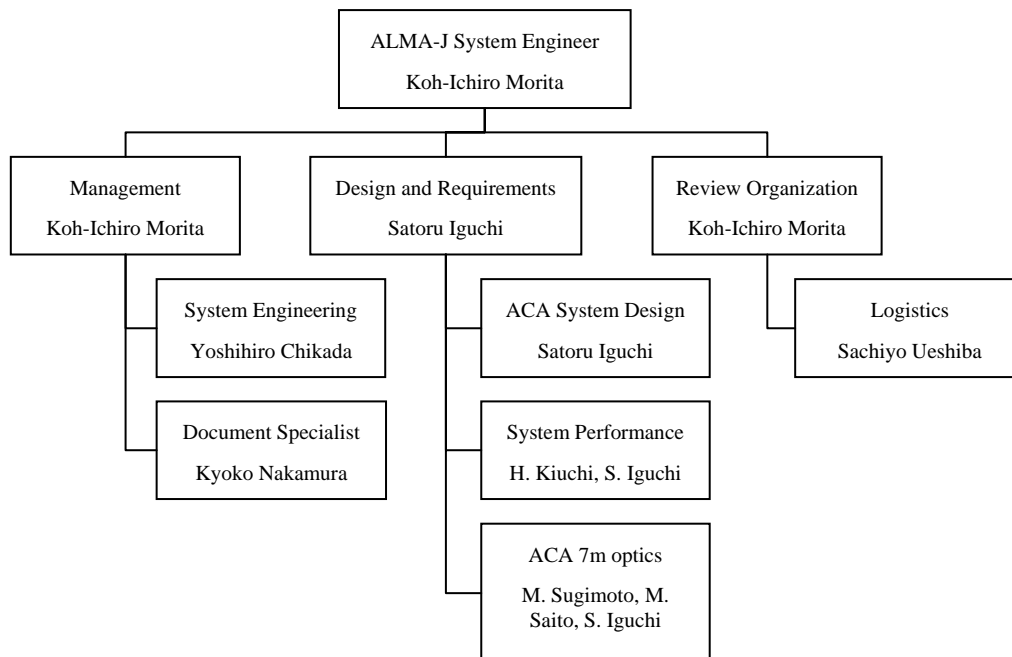 ALMA-J System Engineer
Koh-Ichiro Morita
Management
Koh-Ichiro Morita
Design and Requirements
Satoru Iguchi
Review Organization
Koh-Ichiro Morita
System Engineering
Yoshihiro Chikada
ACA System Design
Satoru Iguchi
Logistics
Sachiyo Ueshiba
Document Specialist
Kyoko Nakamura
System Performance
H. Kiuchi, S. Iguchi
ACA 7m optics
M. Sugimoto, M.
Saito, S. Iguchi